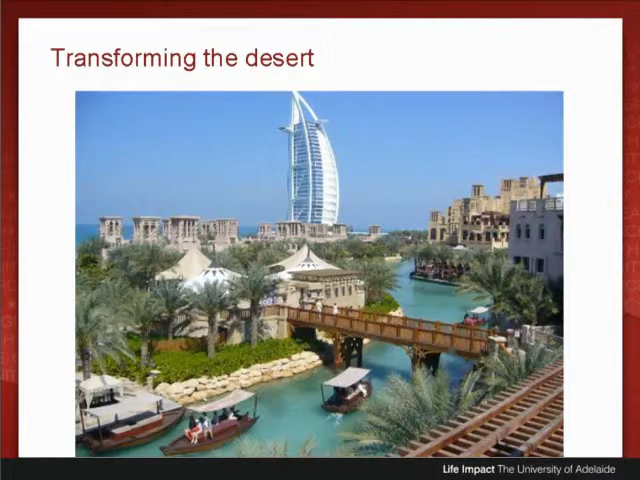 Transforming the desert
Life Impact The University of Adelaide